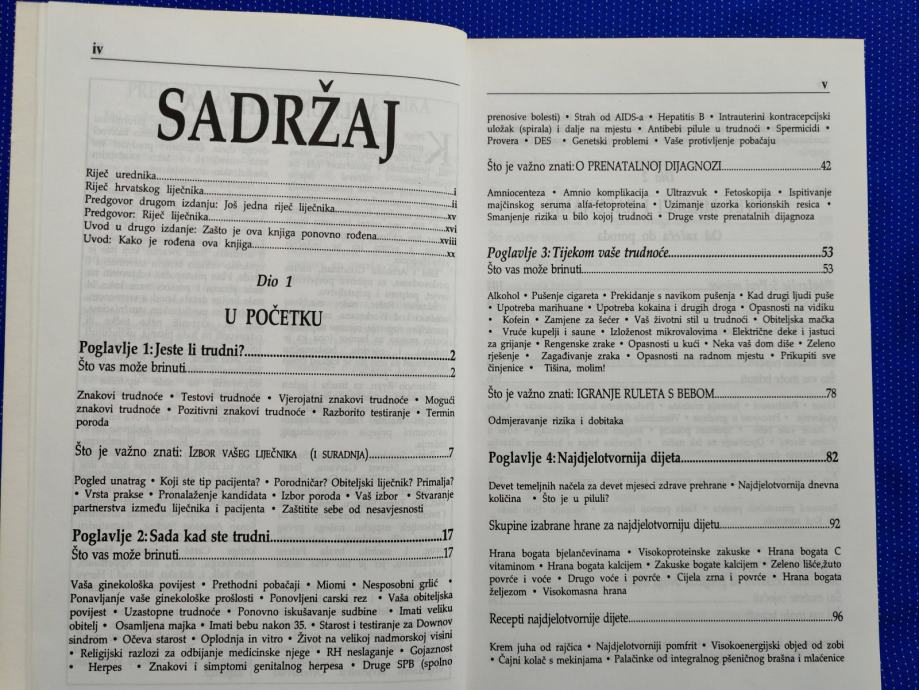 iv
SADRŽAJ
Riječ urednika....................i
Riječ hrvatskog liječnika....................ii
Predgovor drugom izdanju: Još jedna riječ liječnika....................xv
Predgovor: Riječ liječnika....................xvi
Uvod u drugo izdanje: Zašto je ova knjiga ponovno rođena....................xviii
Uvod: Kako je rođena ova knjiga....................xx
Dio 1
U POČETKU
Poglavlje 1: Jeste li trudni?....................2
Što vas može brinuti....................2
Znakovi trudnoće • Testovi trudnoće • Vjerojatni znakovi trudnoće • Mogući
znakovi trudnoće • Pozitivni znakovi trudnoće • Razborito testiranje • Termin
poroda
Što je važno znati: IZBOR VAŠEG LIJEČNIKA (I SURADNJA)....................7
Pogled unatrag • Koji ste tip pacijenta? • Porodničar? Obiteljski liječnik? Primalja?
• Vrsta prakse • Pronalaženje kandidata • Izbor poroda • Vaš izbor • Stvaranje
partnerstva između liječnika i pacijenta • Zaštitite sebe od nesavjesnosti
Poglavlje 2: Sada kad ste trudni....................17
Što vas može brinuti....................17
Vaša ginekološka povijest • Prethodni pobačaji • Miomi • Nesposobni grlić •
Ponavljanje vaše ginekološke prošlosti • Ponovljeni carski rez • Vaša obiteljska
povijest • Uzastopne trudnoće • Ponovno iskušavanje sudbine • Imati veliku
obitelj • Osamljena majka • Imati bebu nakon 35. • Starost i testiranje za Downov
sindrom • Očeva starost • Oplodnja in vitro • Život na velikoj nadmorskoj visini
• Religijski razlozi za odbijanje medicinske njege • RH neslaganje • Gojaznost
• Herpes • Znakovi i simptomi genitalnog herpesa • Druge SPB (spolno
v
prenosive bolesti) • Strah od AIDS-a • Hepatitis B • Intrauterini kontracepcijski
uložak (spirala) i dalje na mjestu • Antibebi pilule u trudnoći • Spermicidi •
Provera • DES • Genetski problemi • Vaše protivljenje pobačaju
Što je važno znati: O PRENATALNOJ DIJAGNOZI....................42
Amniocenteza • Amnio komplikacija • Ultrazvuk • Fetoskopija • Ispitivanje
majčinskog seruma alfa-fetoproteina • Uzimanje uzorka korionskih resica •
Smanjenje rizika u bilo kojoj trudnoći • Druge vrste prenatalnih dijagnoza
Poglavlje 3: Tijekom vaše trudnoće....................53
Što vas može brinuti....................53
Alkohol • Pušenje cigareta • Prekidanje s navikom pušenja • Kad drugi ljudi puše
• Upotreba marihuane • Upotreba kokaina i drugih droga • Opasnosti na vidiku
• Kofein • Zamjene za šećer • Vaš životni stil u trudnoći • Obiteljska mačka
• Vruće kupelji i saune • Izloženost mikrovalovima • Električne deke i jastuci
za grijanje • Rengenske zrake • Opasnosti u kući • Neka vaš dom diše • Zeleno
rješenje • Zagađivanje zraka • Opasnosti na radnom mjestu • Prikupiti sve
činjenice • Tišina, molim!
Što je važno znati: IGRANJE RULETA S BEBOM....................78
Odmjeravanje rizika i dobitaka
Poglavlje 4: Najdjelotvornija dijeta....................82
Devet temeljnih načela za devet mjeseci zdrave prehrane • Najdjelotvornija dnevna
količina • Što je u piluli?
Skupine izabrane hrane za najdjelotvorniju dijetu....................92
Hrana bogata bjelančevinama • Visokoproteinske zakuske • Hrana bogata C
vitaminom • Hrana bogata kalcijem • Zakuske bogate kalcijem • Zeleno lišće,žuto
povrće i voće • Drugo voće i povrće • Cijela zrna i povrće • Hrana bogata
željezom • Visokomasna hrana
Recepti najdjelotvornije dijete....................96
Krem juha od rajčica • Najdjelotvorniji pomfrit • Visokoenergijski objed od zobi
• Čajni kolač s mekinjama • Palačinke od integralnog pšeničnog brašna i mlaćenice